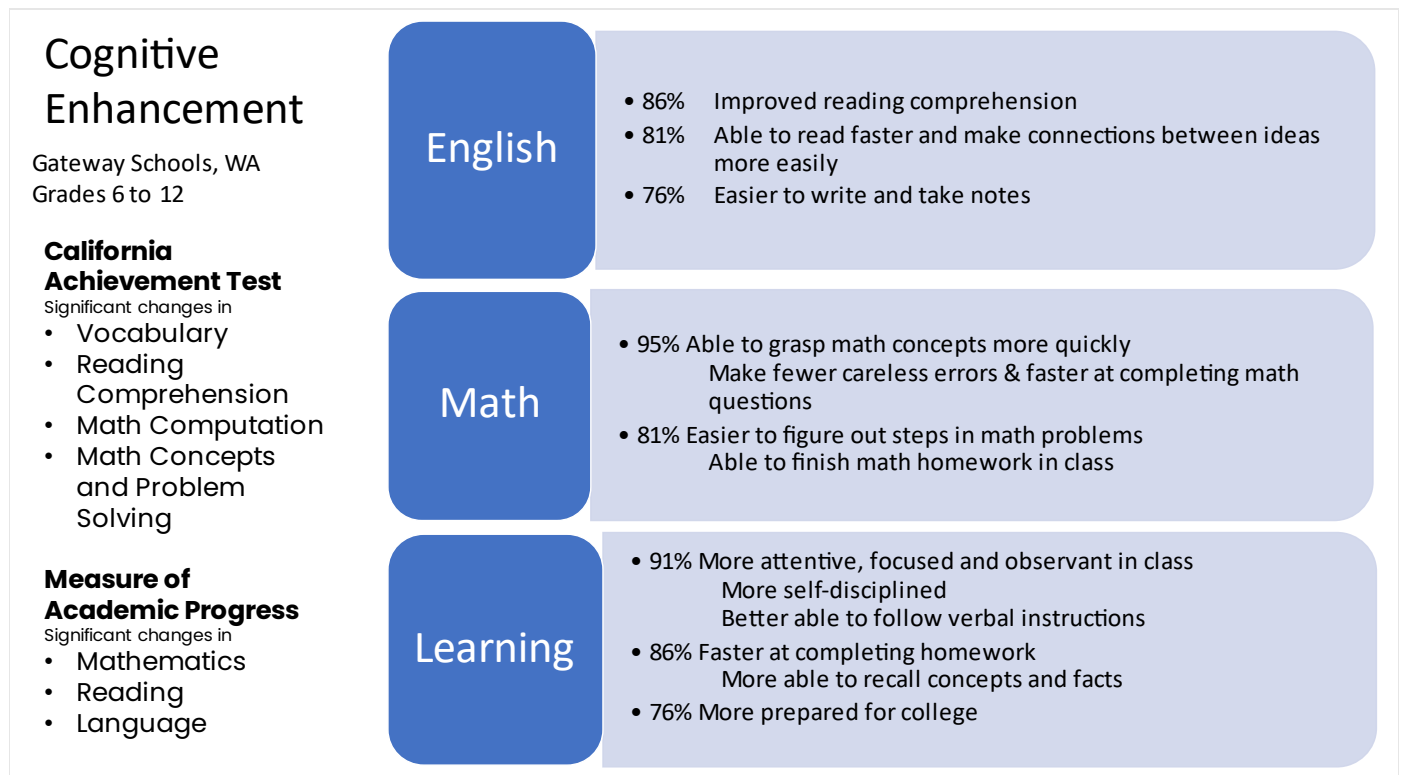 Cognitive
Enhancement
Gateway Schools, WA
Grades 6 to 12
California
Achievement Test
Significant changes in
• Vocabulary
• Reading
Comprehension
• Math Computation
• Math Concepts
and Problem
Solving
Measure of
Academic Progress
Significant changes in
• Mathematics
• Reading
• Language
English
• 86% Improved reading comprehension
• 81% Able to read faster and make connections between ideas
more easily
• 76% Easier to write and take notes
Math
• 95% Able to grasp math concepts more quickly
Make fewer careless errors & faster at completing math
questions
• 81% Easier to figure out steps in math problems
Able to finish math homework in class
Learning
• 91% More attentive, focused and observant in class
More self-disciplined
Better able to follow verbal instructions
• 86% Faster at completing homework
More able to recall concepts and facts
• 76% More prepared for college